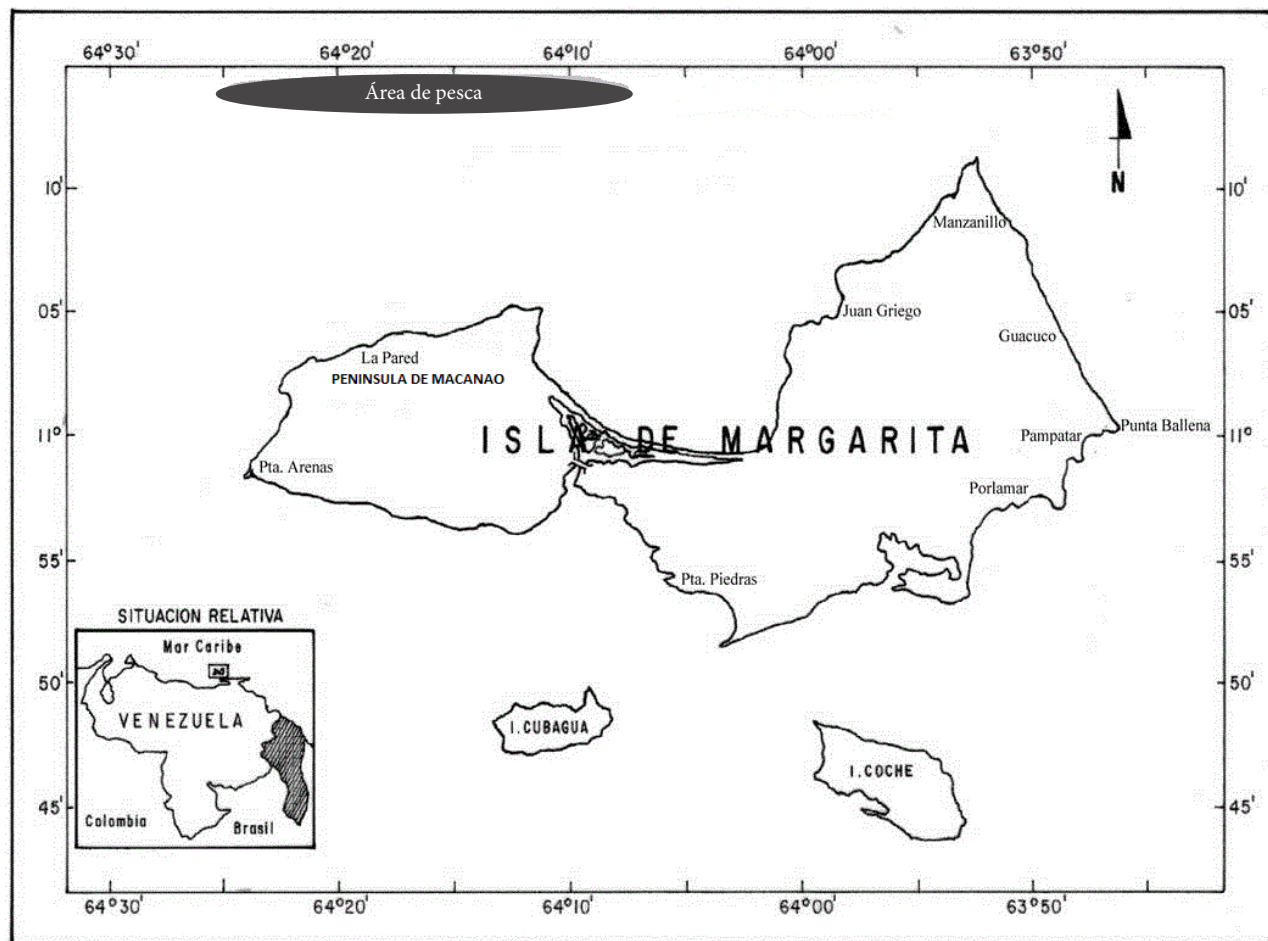 64°30' 64°20' 64°10' 64°00' 63°50'
Área de pesca
N
10' 10'
Manzanillo
05' Juan Griego 05'
Guacuco
La Pared
PENINSULA DE MACANAO
ISLA DE MARGARITA
11° Pampatar Punta Ballena 11°
Pta. Arenas
Porlamar
55' 55'
Pta. Piedras
SITUACION RELATIVA
Mar Caribe
VENEZUELA
Colombia Brasil
50' 50'
I. CUBAGUA
I. COCHE
45' 45'
64°30' 64°20' 64°10' 64°00' 63°50'